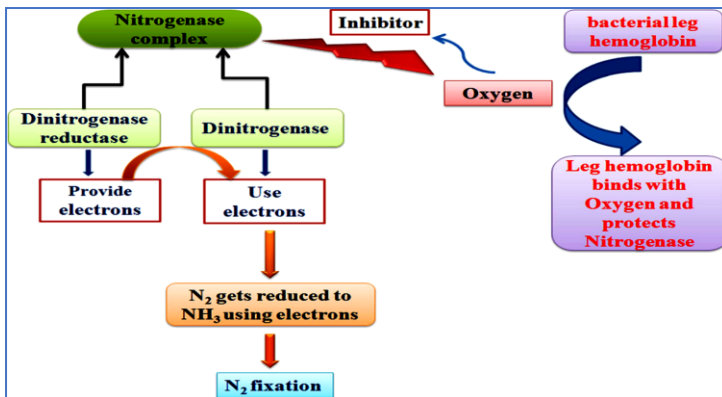 Nitrogenase
complex
Inhibitor
bacterial leg
hemoglobin
Oxygen
Dinitrogenase
reductase
Dinitrogenase
Provide
electrons
Use
electrons
Leg hemoglobin
binds with
Oxygen and
protects
Nitrogenase
N₂ gets reduced to
NH₃ using electrons
N₂ fixation